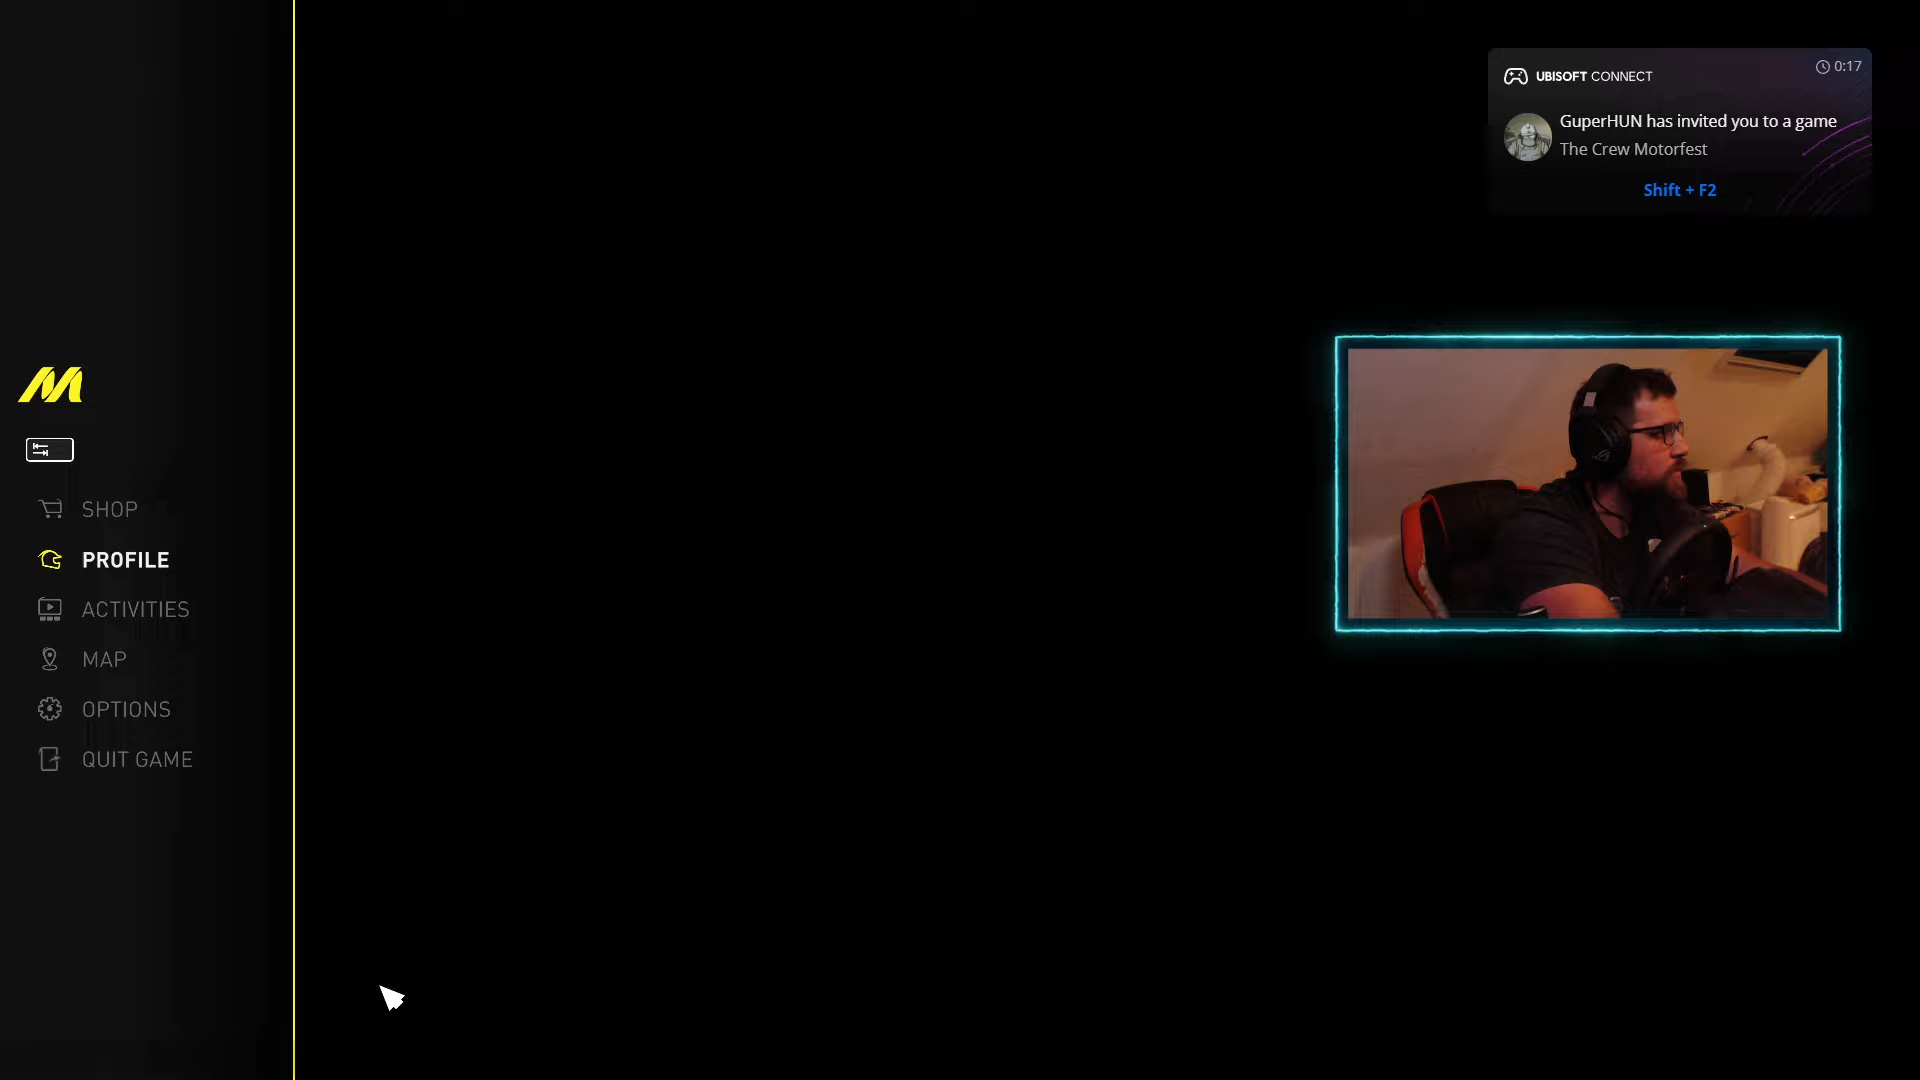 UBISOFT CONNECT
0:17
GuperHUN has invited you to a game
The Crew Motorfest
Shift + F2
SHOP
PROFILE
ACTIVITIES
MAP
OPTIONS
QUIT GAME